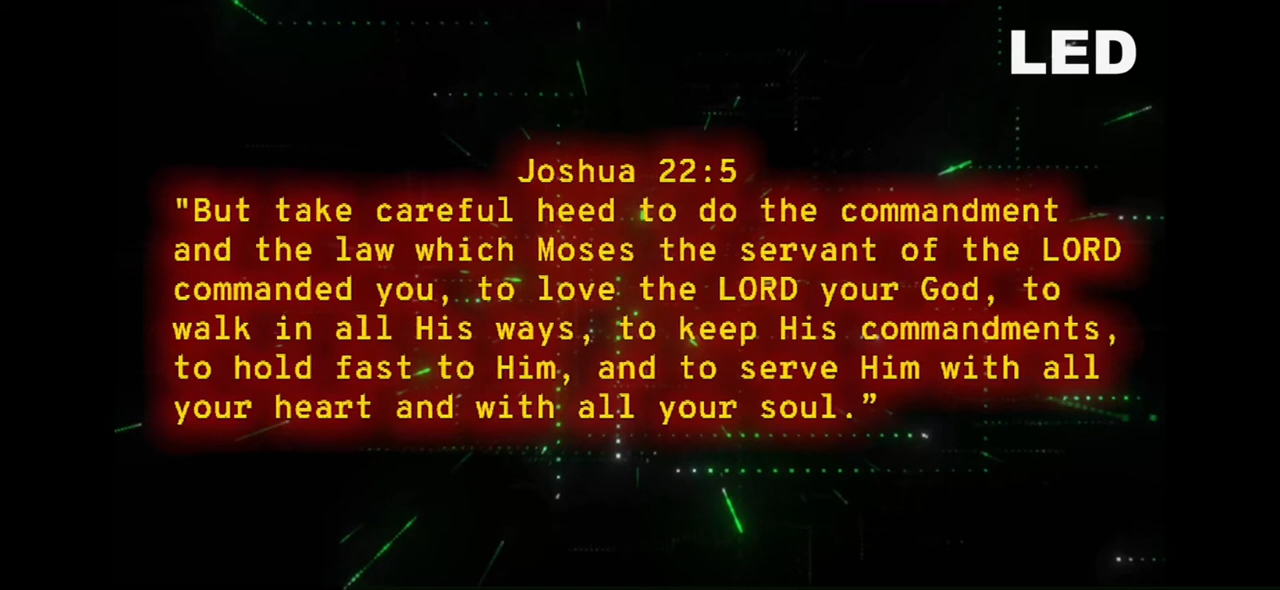 LED
Joshua 22:5
"But take careful heed to do the commandment
and the law which Moses the servant of the LORD
commanded you, to love the LORD your God, to
walk in all His ways, to keep His commandments,
to hold fast to Him, and to serve Him with all
your heart and with all your soul.”